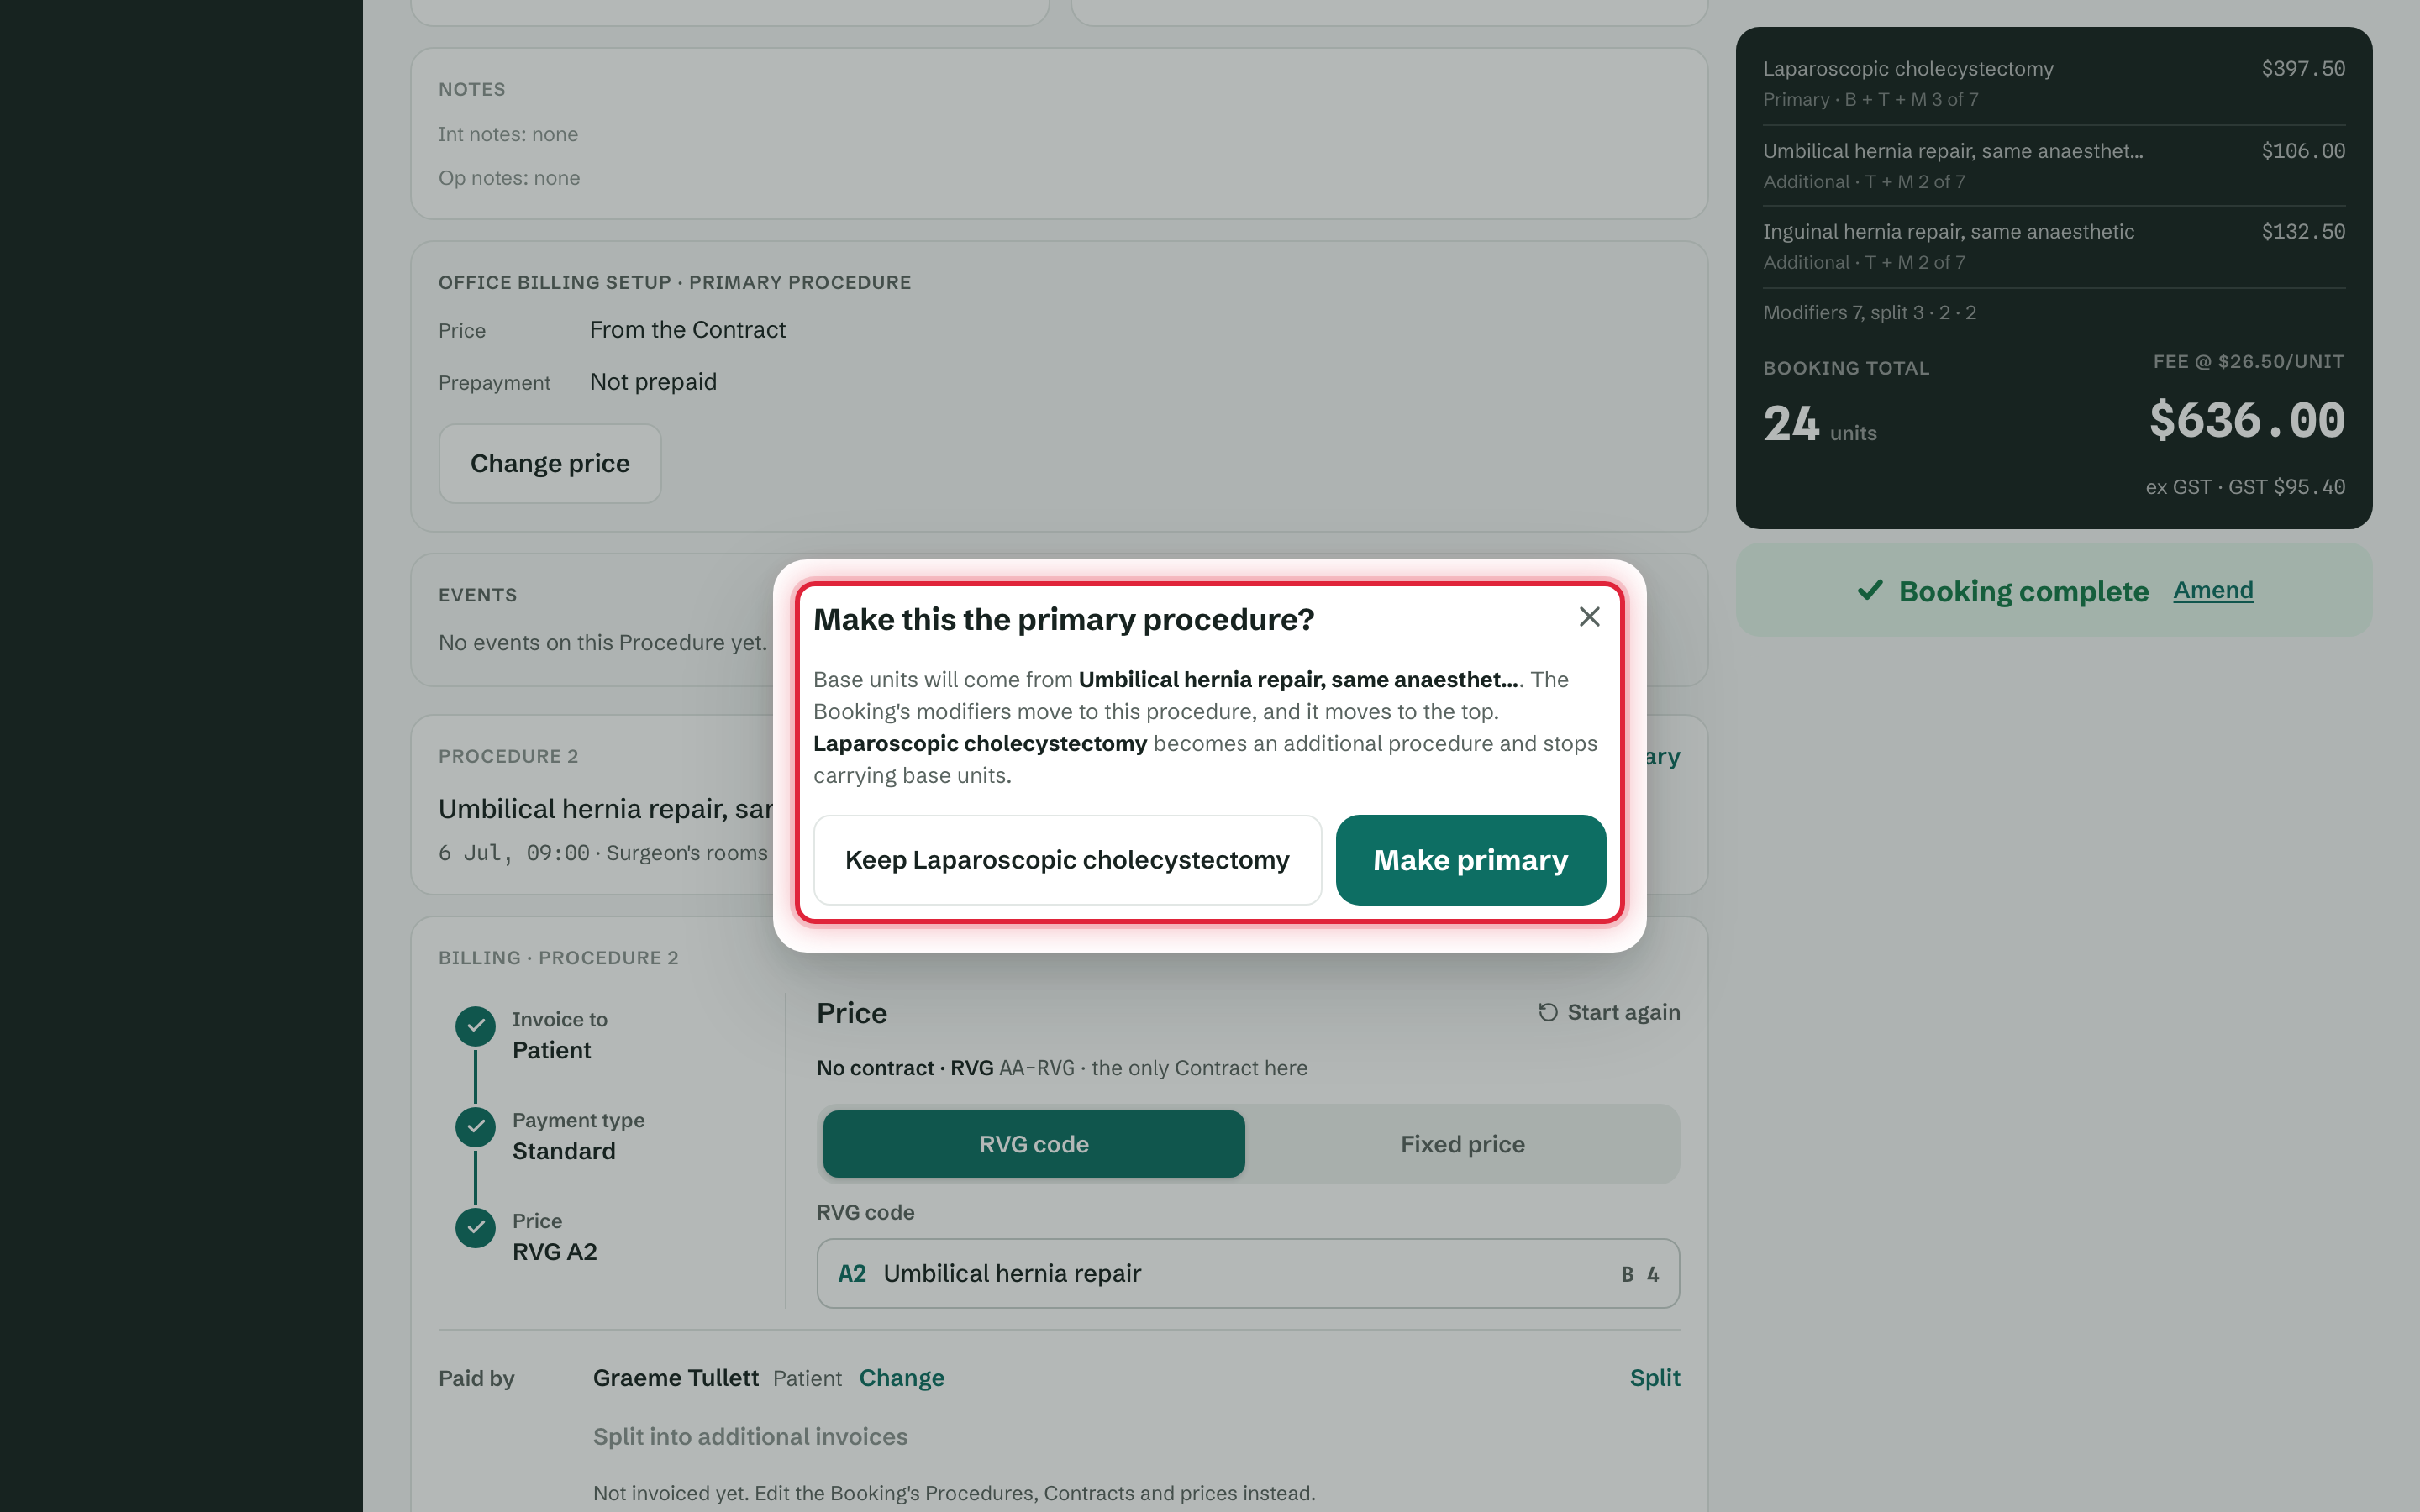 NOTES
Int notes: none
Op notes: none
OFFICE BILLING SETUP · PRIMARY PROCEDURE
Price From the Contract
Prepayment Not prepaid
Change price
EVENTS
No events on this Procedure yet.
PROCEDURE 2
ary
Umbilical hernia repair, sar
6 Jul, 09:00 · Surgeon's rooms
Make this the primary procedure?
Base units will come from Umbilical hernia repair, same anaesthet.... The
Booking's modifiers move to this procedure, and it moves to the top.
Laparoscopic cholecystectomy becomes an additional procedure and stops
carrying base units.
Keep Laparoscopic cholecystectomy
Make primary
BILLING · PROCEDURE 2
Invoice to
Patient
Payment type
Standard
Price
RVG A2
Price
Start again
No contract · RVG AA-RVG · the only Contract here
RVG code
Fixed price
RVG code
A2 Umbilical hernia repair B 4
Paid by Graeme Tullett Patient Change Split
Split into additional invoices
Not invoiced yet. Edit the Booking's Procedures, Contracts and prices instead.
Laparoscopic cholecystectomy $397.50
Primary · B + T + M 3 of 7
Umbilical hernia repair, same anaesthet... $106.00
Additional · T + M 2 of 7
Inguinal hernia repair, same anaesthetic $132.50
Additional · T + M 2 of 7
Modifiers 7, split 3 · 2 · 2
BOOKING TOTAL FEE @ $26.50/UNIT
24 units $636.00
ex GST · GST $95.40
Booking complete Amend